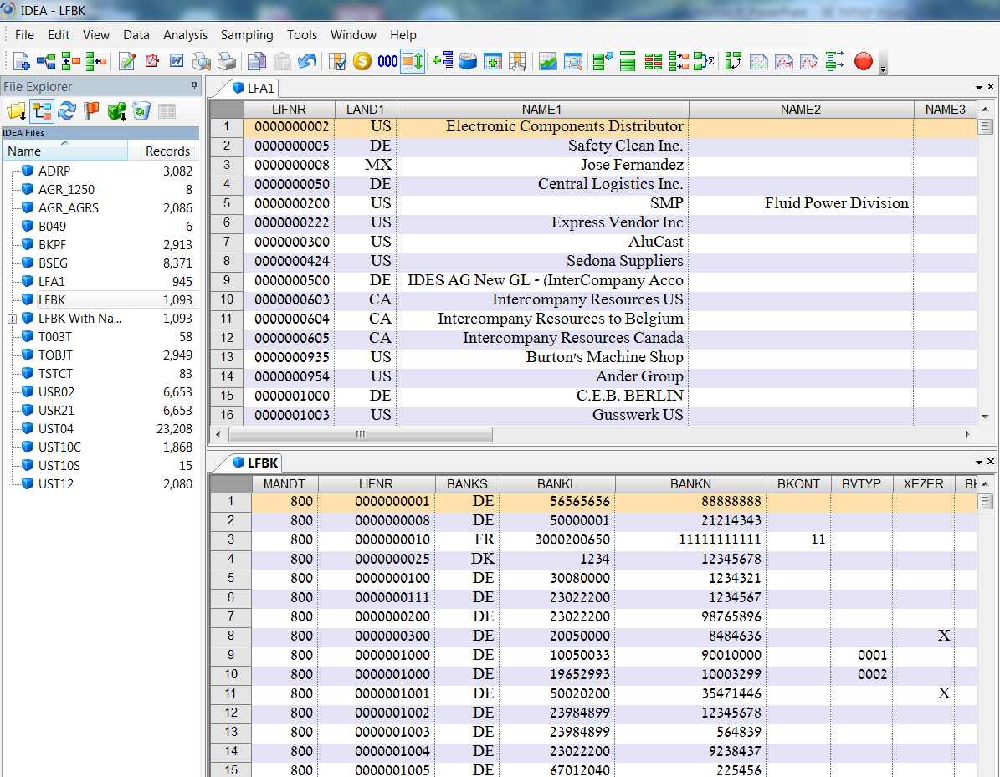 IDEA - LFBK
File Edit View Data Analysis Sampling Tools Window Help
000
File Explorer
IDEA Files
Name Records
ADRP 3,082
AGR_1250 8
AGR_AGRS 2,086
B049 6
BKPF 2,913
BSEG 8,371
LFA1 945
LFBK 1,093
LFBK With Na... 1,093
T003T 58
TOBJT 2,949
TSTCT 83
USR02 6,653
USR21 6,653
UST04 23,208
UST10C 1,868
UST10S 15
UST12 2,080
LFA1
LIFNR LAND1 NAME1 NAME2 NAME3
1 0000000002 US Electronic Components Distributor
2 0000000005 DE Safety Clean Inc.
3 0000000008 MX Jose Fernandez
4 0000000050 DE Central Logistics Inc.
5 0000000200 US SMP Fluid Power Division
6 0000000222 US Express Vendor Inc
7 0000000300 US AluCast
8 0000000424 US Sedona Suppliers
9 0000000500 DE IDES AG New GL - (InterCompany Acco
10 0000000603 CA Intercompany Resources US
11 0000000604 CA Intercompany Resources to Belgium
12 0000000605 CA Intercompany Resources Canada
13 0000000935 US Burton's Machine Shop
14 0000000954 US Ander Group
15 0000001000 DE C.E.B. BERLIN
16 0000001003 US Gusswerk US
LFBK
MANDT LIFNR BANKS BANKL BANKN BKONT BVTYP XEZER
1 800 0000000001 DE 56565656 88888888
2 800 0000000008 DE 50000001 21214343
3 800 0000000010 FR 3000200650 11111111111 11
4 800 0000000025 DK 1234 12345678
5 800 0000000100 DE 30080000 1234321
6 800 0000000111 DE 23022200 1234567
7 800 0000000200 DE 23022200 98765896
8 800 0000000300 DE 20050000 8484636 X
9 800 0000001000 DE 10050033 90010000 0001
10 800 0000001000 DE 19652993 10003299 0002
11 800 0000001001 DE 50020200 35471446 X
12 800 0000001002 DE 23984899 12345678
13 800 0000001003 DE 23984899 564839
14 800 0000001004 DE 23022200 9238437
15 800 0000001005 DE 67012040 225456